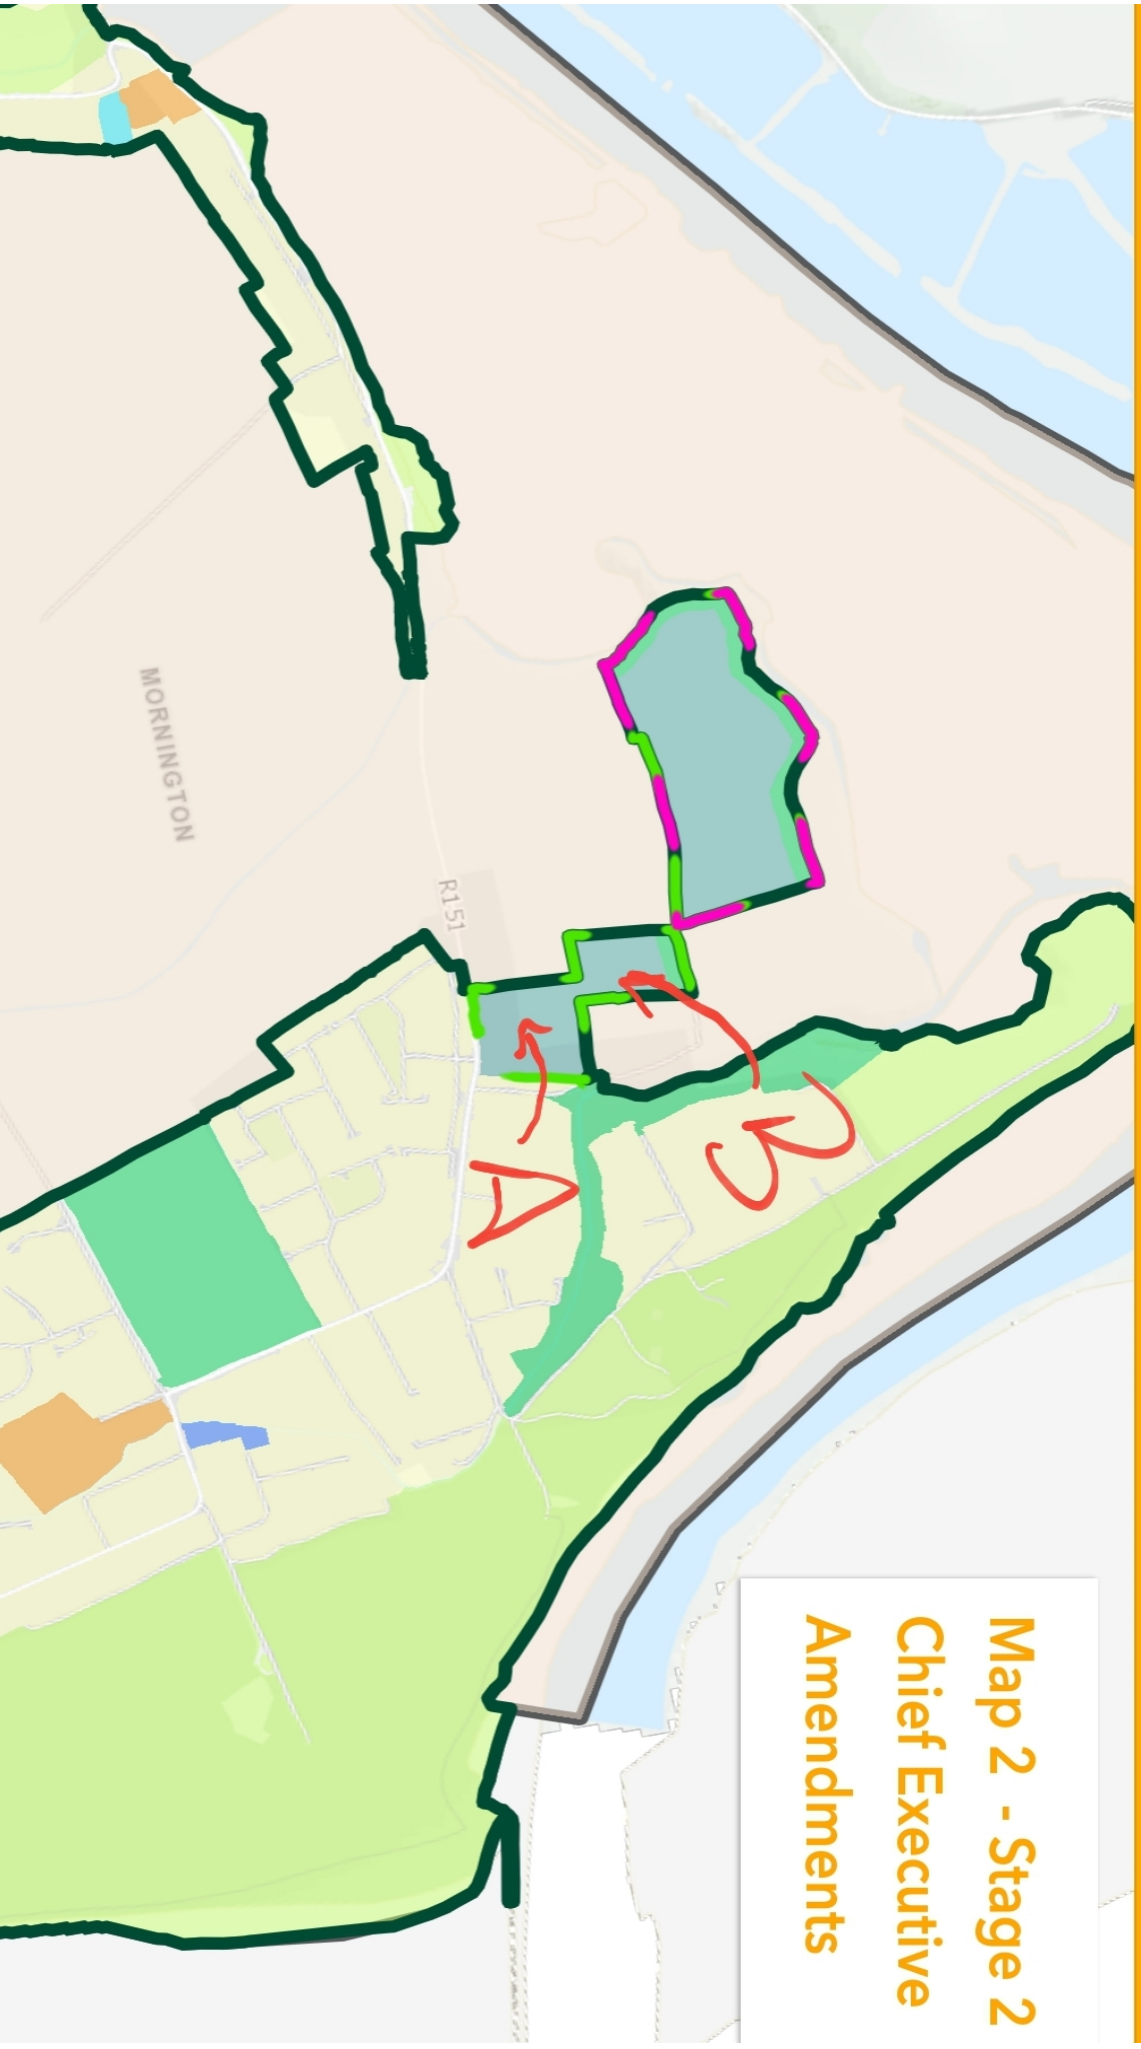 Map 2 - Stage 2
Chief Executive
Amendments
B
A
R151
MORNINGTON